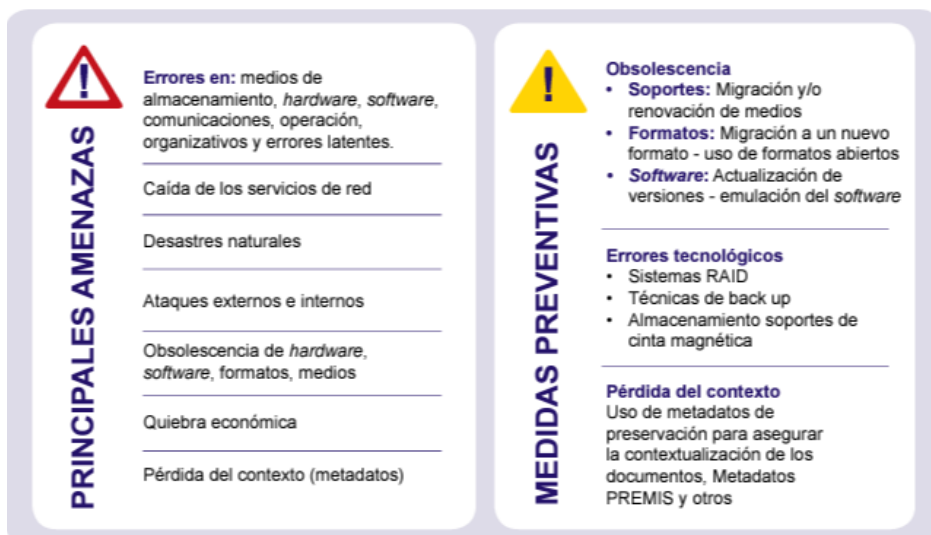 PRINCIPALES AMENAZAS
Errores en: medios de
almacenamiento, hardware, software,
comunicaciones, operación,
organizativos y errores latentes.
Caída de los servicios de red
Desastres naturales
Ataques externos e internos
Obsolescencia de hardware,
software, formatos, medios
Quiebra económica
Pérdida del contexto (metadatos)
MEDIDAS PREVENTIVAS
Obsolescencia
• Soportes: Migración y/o
renovación de medios
• Formatos: Migración a un nuevo
formato - uso de formatos abiertos
• Software: Actualización de
versiones - emulación del software
Errores tecnológicos
• Sistemas RAID
• Técnicas de back up
• Almacenamiento soportes de
cinta magnética
Pérdida del contexto
Uso de metadatos de
preservación para asegurar
la contextualización de los
documentos, Metadatos
PREMIS y otros